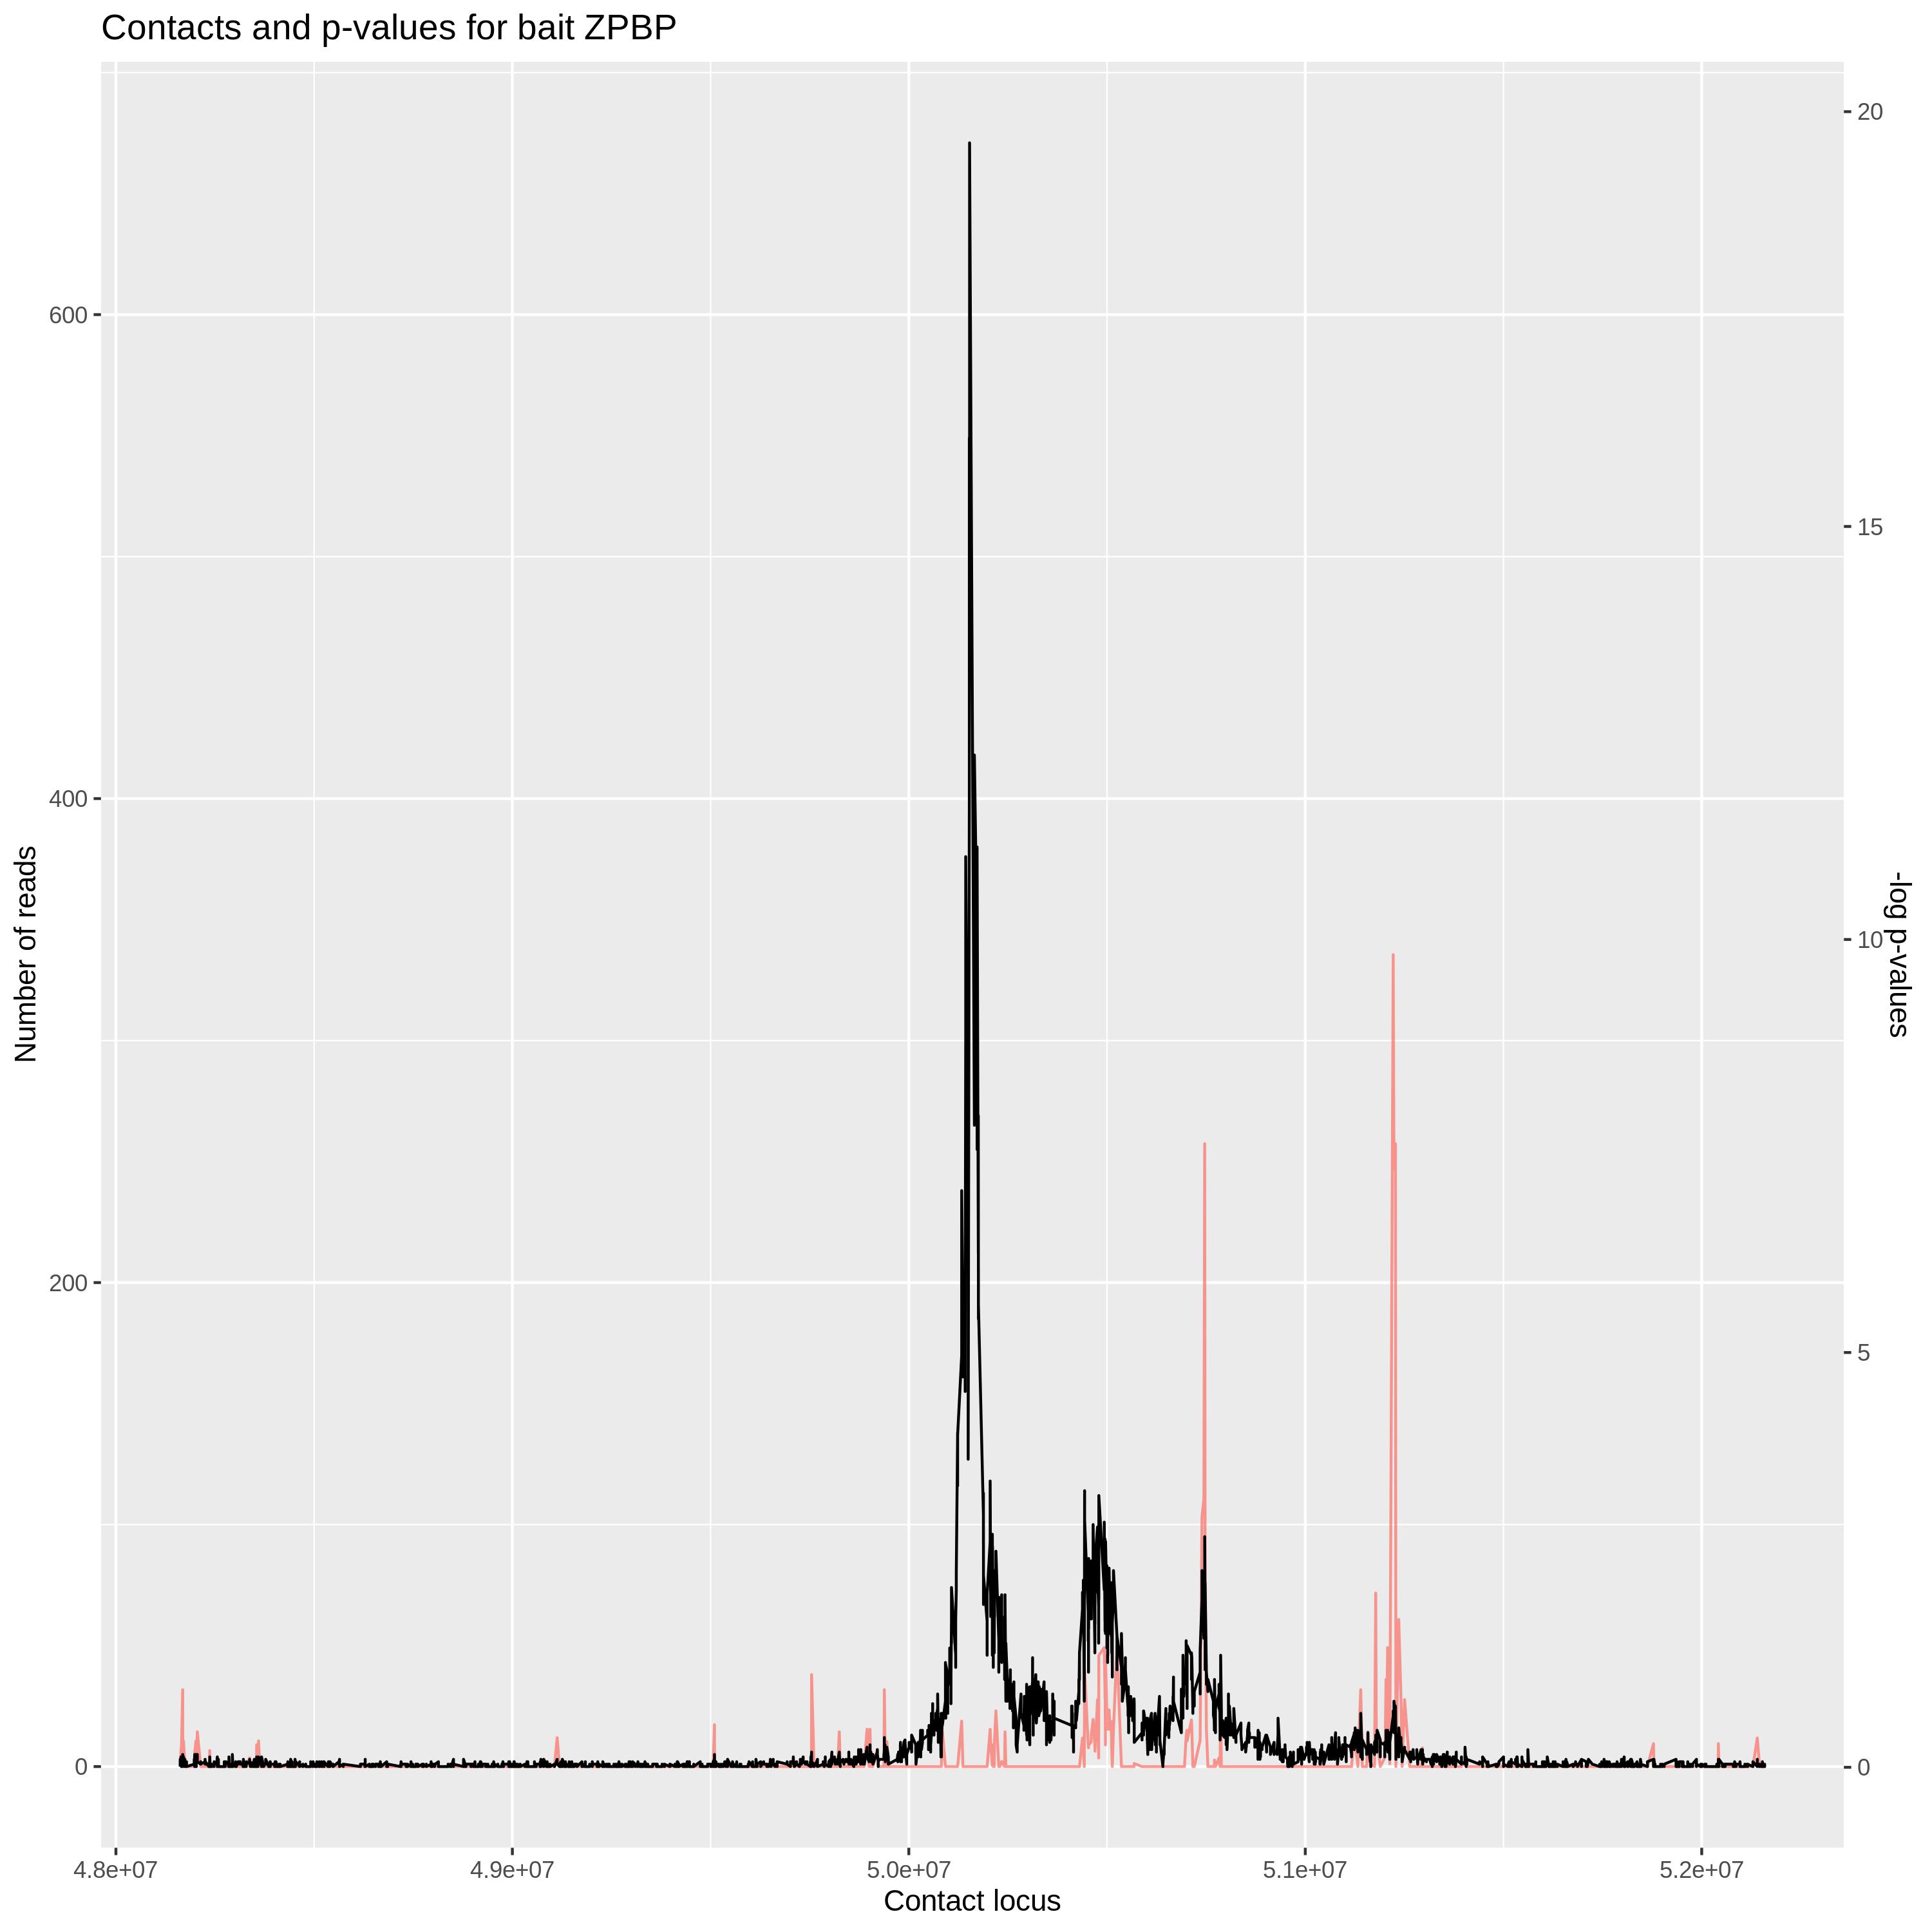 Contacts and p-values for bait ZPBP
Number of reads
600
400
200
0
20
15
10
5
0
-log p-values
4.8e+07
4.9e+07
5.0e+07
5.1e+07
5.2e+07
Contact locus